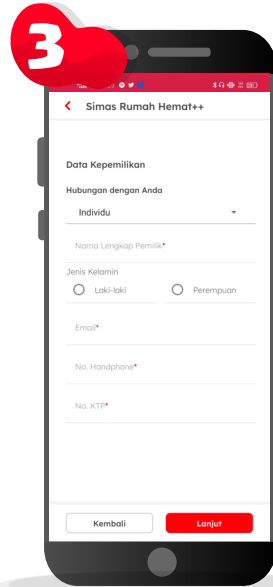 3
Simas Rumah Hemat++
Data Kepemilikan
Hubungan dengan Anda
Individu
Nama Lengkap Pemilik*
Jenis Kelamin
Laki-laki Perempuan
Email*
No. Handphone*
No. KTP*
Kembali Lanjut